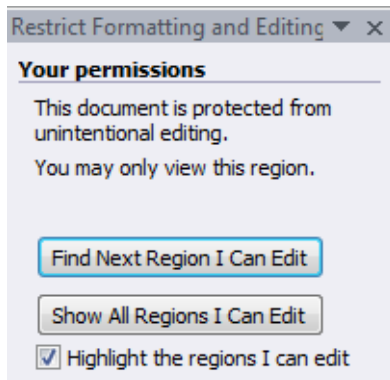 Restrict Formatting and Editing
Your permissions
This document is protected from
unintentional editing.
You may only view this region.
Find Next Region I Can Edit
Show All Regions I Can Edit
Highlight the regions I can edit